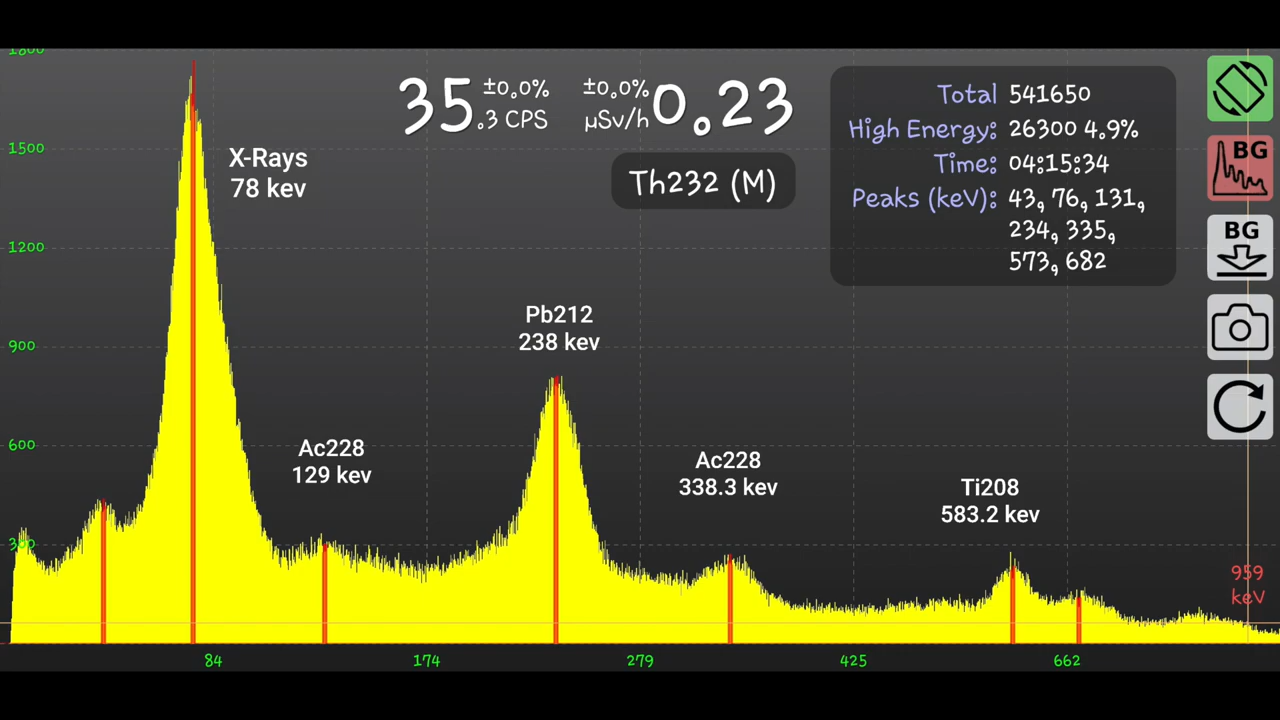 1800
1500
1200
900
600
300
X-Rays
78 kev
Ac228
129 kev
Pb212
238 kev
Ac228
338.3 kev
Ti208
583.2 kev
35.3 CPS ±0.0%
±0.0% µSv/h 0.23
Th232 (M)
Total 541650
High Energy: 26300 4.9%
Time: 04:15:34
Peaks (keV): 43, 76, 131,
234, 335,
573, 682
BG
BG
959
keV
84 174 279 425 662